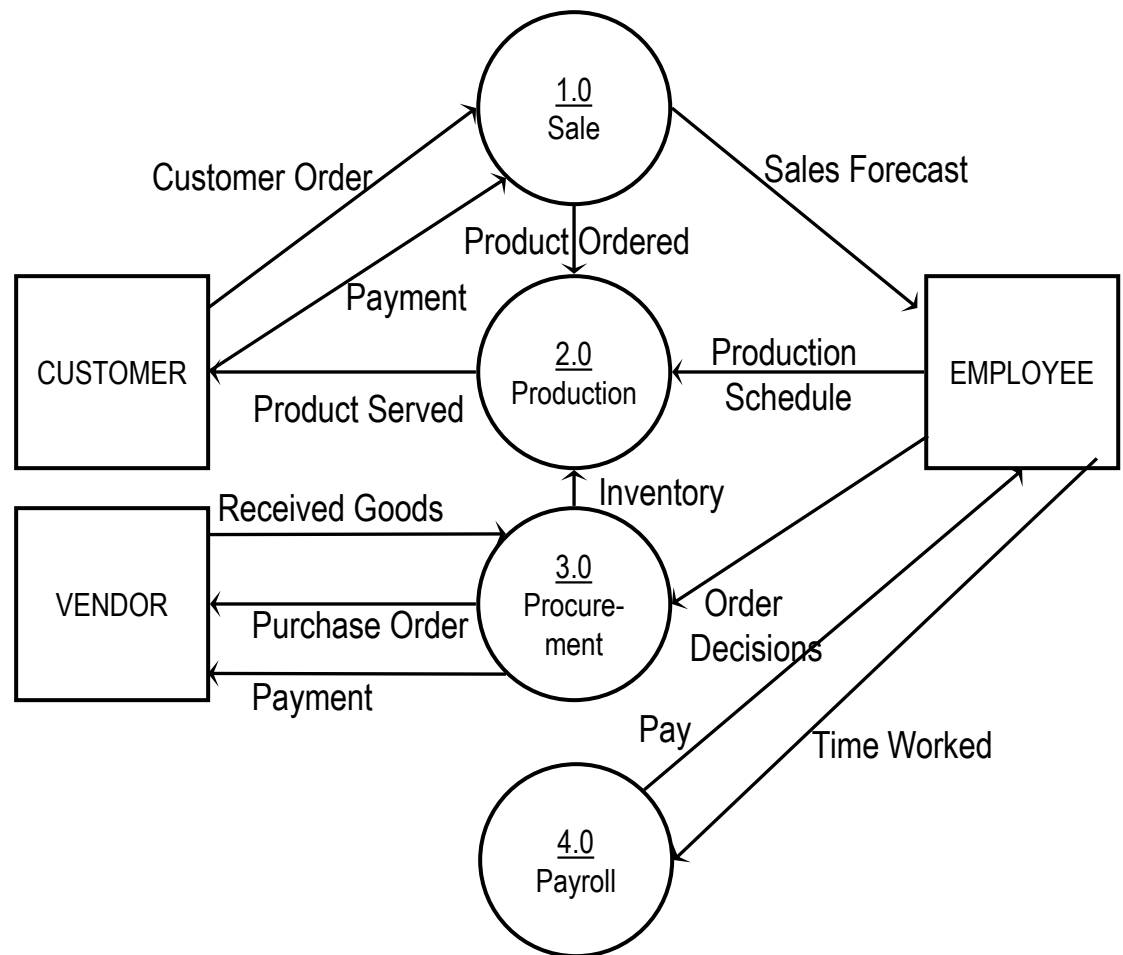 1.0
Sale
Customer Order
Sales Forecast
Product Ordered
Payment
CUSTOMER
2.0
Production
Production
Schedule
EMPLOYEE
Product Served
Inventory
Received Goods
VENDOR
3.0
Procure-
ment
Purchase Order
Order
Decisions
Payment
Pay
Time Worked
4.0
Payroll